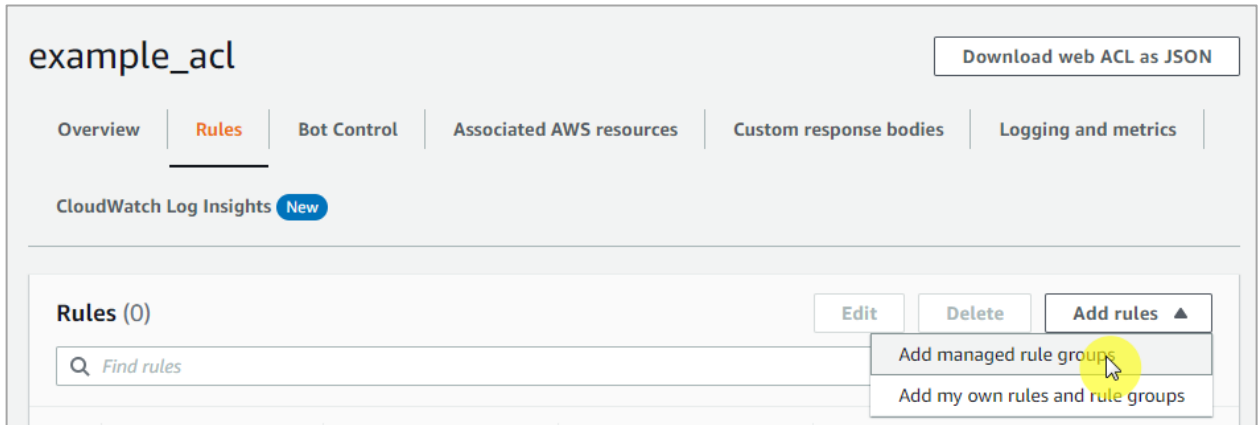 example_acl
Download web ACL as JSON
Overview
Rules
Bot Control
Associated AWS resources
Custom response bodies
Logging and metrics
CloudWatch Log Insights New
Rules (0)
Edit
Delete
Add rules
Find rules
Add managed rule groups
Add my own rules and rule groups